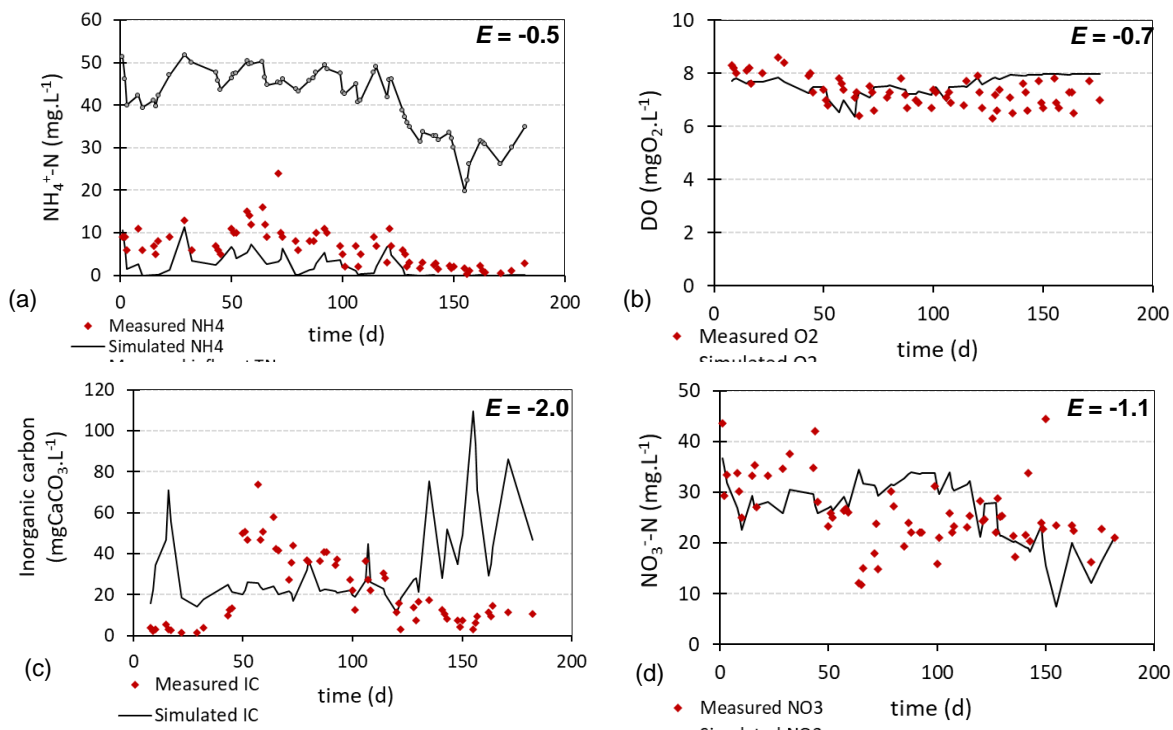 60
50
40
30
20
10
0
NH₄⁺-N (mg.L⁻¹)
E = -0.5
0 50 100 150 200
time (d)
(a)
Measured NH4
Simulated NH4
10
8
6
4
2
0
DO (mgO₂.L⁻¹)
E = -0.7
0 50 100 150 200
time (d)
(b)
Measured O2
Simulated O2
120
100
80
60
40
20
0
Inorganic carbon
(mgCaCO₃.L⁻¹)
E = -2.0
0 50 100 150 200
time (d)
(c)
Measured IC
Simulated IC
50
40
30
20
10
0
NO₃⁻-N (mg.L⁻¹)
E = -1.1
0 50 100 150 200
time (d)
(d)
Measured NO3